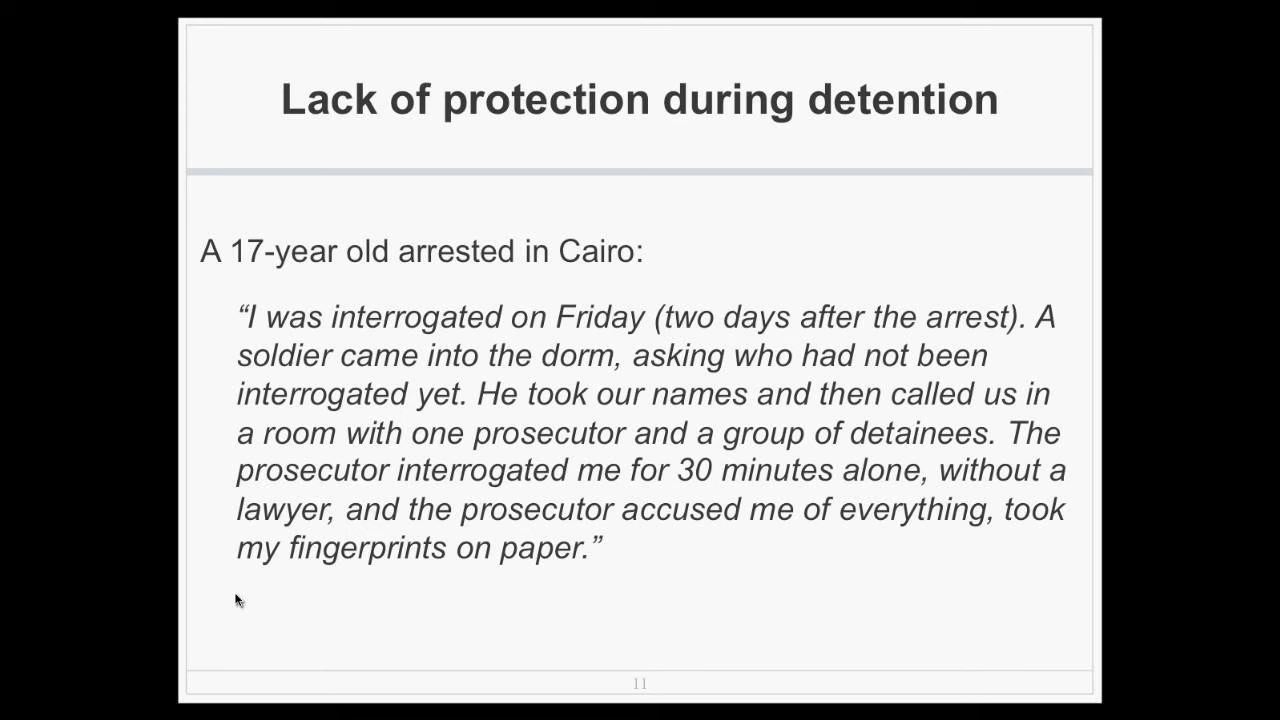 Lack of protection during detention
A 17-year old arrested in Cairo:
“I was interrogated on Friday (two days after the arrest). A
soldier came into the dorm, asking who had not been
interrogated yet. He took our names and then called us in
a room with one prosecutor and a group of detainees. The
prosecutor interrogated me for 30 minutes alone, without a
lawyer, and the prosecutor accused me of everything, took
my fingerprints on paper.”
11